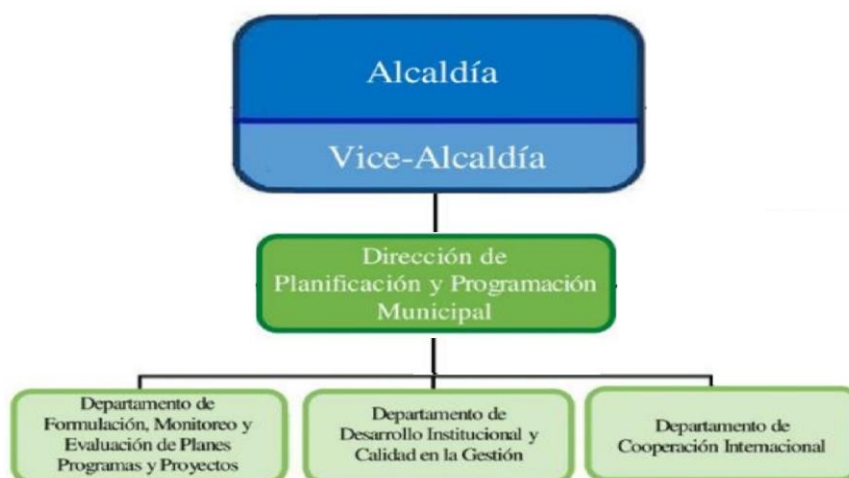 Alcaldía
Vice-Alcaldía
Dirección de
Planificación y Programación
Municipal
Departamento de
Formulación, Monitoreo y
Evaluación de Planes
Programas y Proyectos
Departamento de
Desarrollo Institucional y
Calidad en la Gestión
Departamento de
Cooperación Internacional